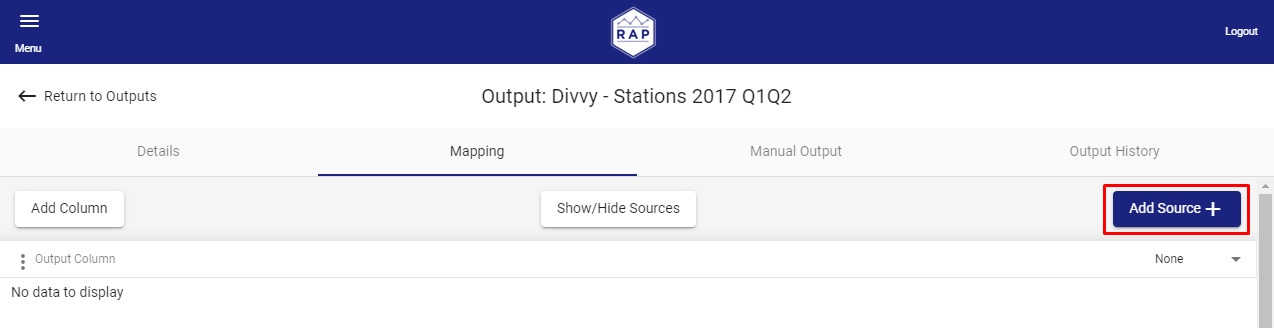 Menu
RAP
Logout
Return to Outputs
Output: Divvy - Stations 2017 Q1Q2
Details Mapping Manual Output Output History
Add Column Show/Hide Sources Add Source
Output Column None
No data to display